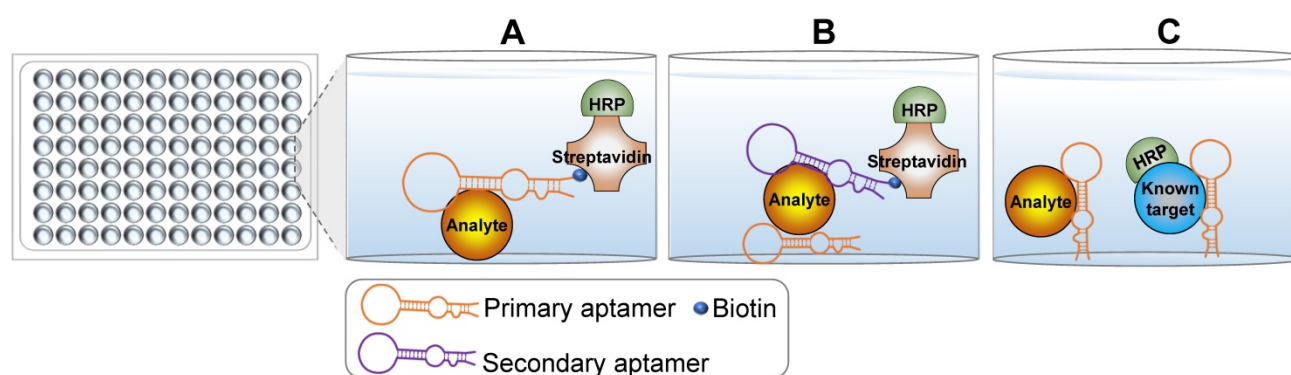 A
B
C
HRP
Streptavidin
Analyte
HRP
Streptavidin
Analyte
HRP
Analyte
Known
target
Primary aptamer
Biotin
Secondary aptamer